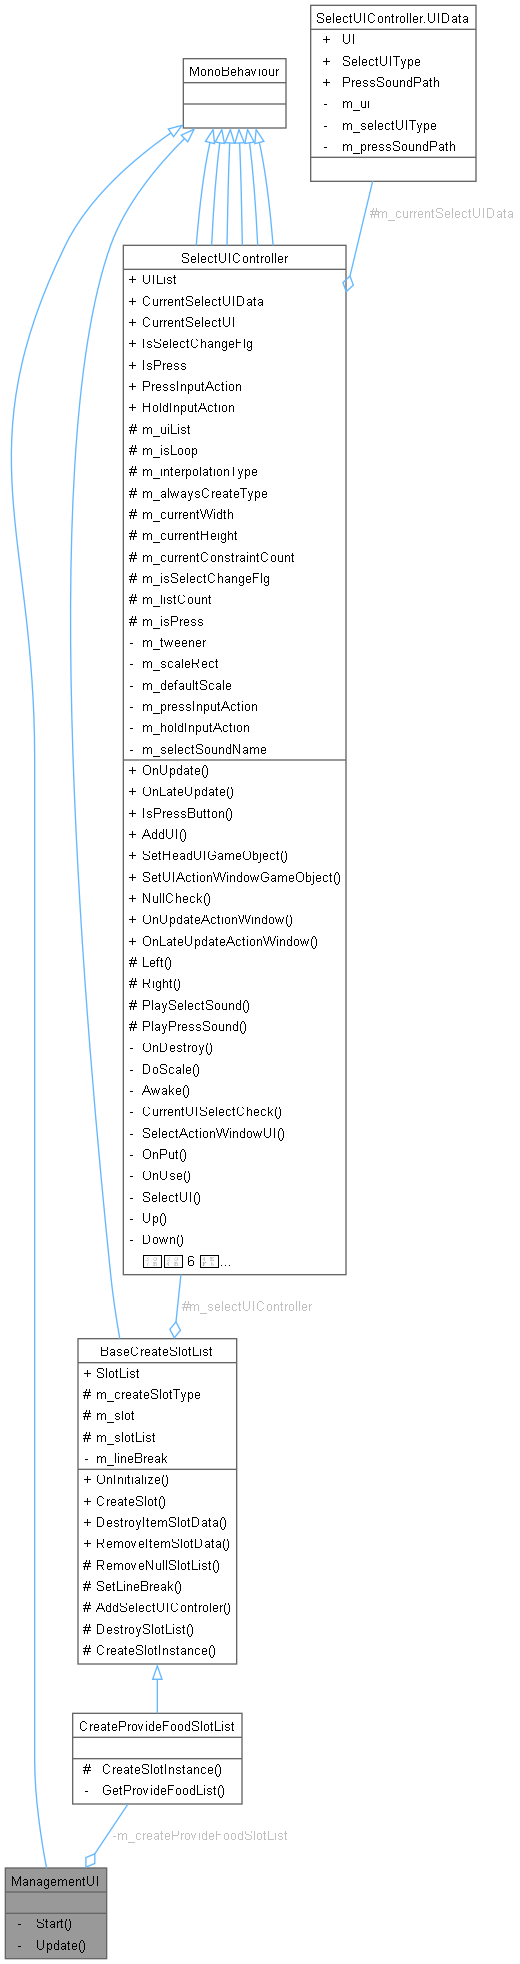 SelectUIController.UIData
+ UI
+ SelectUIType
+ PressSoundPath
- m_ui
- m_selectUIType
- m_pressSoundPath
MonoBehaviour
#m_currentSelectUIData
SelectUIController
+ UIList
+ CurrentSelectUIData
+ CurrentSelectUI
+ IsSelectChangeFlg
+ IsPress
+ PressInputAction
+ HoldInputAction
# m_uiList
# m_isLoop
# m_interpolationType
# m_alwaysCreateType
# m_currentWidth
# m_currentHeight
# m_currentConstraintCount
# m_isSelectChangeFlg
# m_listCount
# m_isPress
- m_tweener
- m_scaleRect
- m_defaultScale
- m_pressInputAction
- m_holdInputAction
- m_selectSoundName
+ OnUpdate()
+ OnLateUpdate()
+ IsPressButton()
+ AddUI()
+ SetHeadUIGameObject()
+ SetUIActionWindowGameObject()
+ NullCheck()
+ OnUpdateActionWindow()
+ OnLateUpdateActionWindow()
# Left()
# Right()
# PlaySelectSound()
# PlayPressSound()
- OnDestroy()
- DoScale()
- Awake()
- CurrentUISelectCheck()
- SelectActionWindowUI()
- OnPut()
- OnUse()
- SelectUI()
- Up()
- Down()
6 ...
#m_selectUIController
BaseCreateSlotList
+ SlotList
# m_createSlotType
# m_slot
# m_slotList
- m_lineBreak
+ OnInitialize()
+ CreateSlot()
+ DestroyItemSlotData()
+ RemoveItemSlotData()
# RemoveNullSlotList()
# SetLineBreak()
# AddSelectUIControler()
# DestroySlotList()
# CreateSlotInstance()
CreateProvideFoodSlotList
# CreateSlotInstance()
- GetProvideFoodList()
-m_createProvideFoodSlotList
ManagementUI
- Start()
- Update()